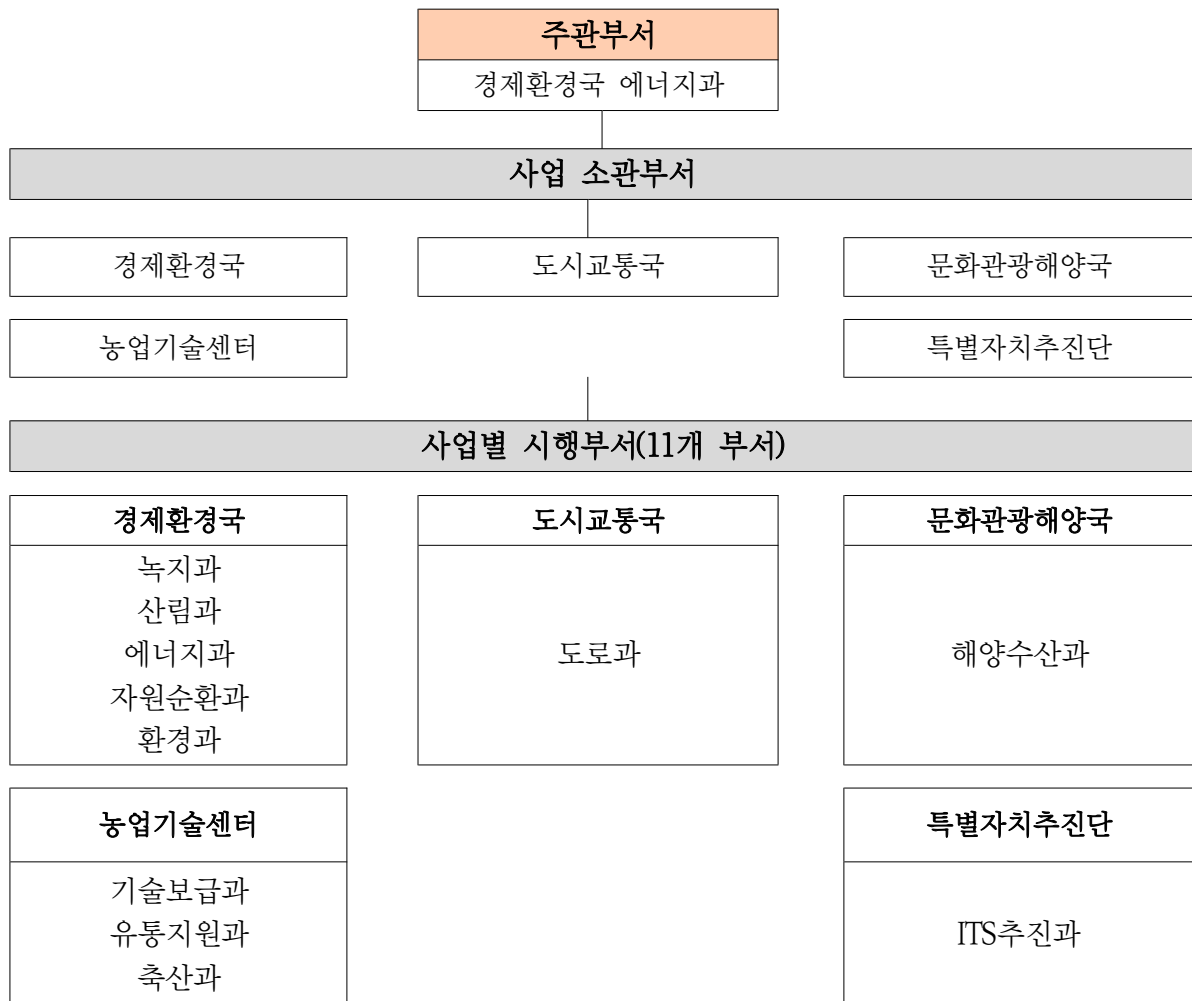 주관부서
경제환경국 에너지과
사업 소관부서
경제환경국
도시교통국
문화관광해양국
농업기술센터
특별자치추진단
사업별 시행부서(11개 부서)
경제환경국
녹지과
산림과
에너지과
자원순환과
환경과
도시교통국
도로과
문화관광해양국
해양수산과
농업기술센터
기술보급과
유통지원과
축산과
특별자치추진단
ITS추진과